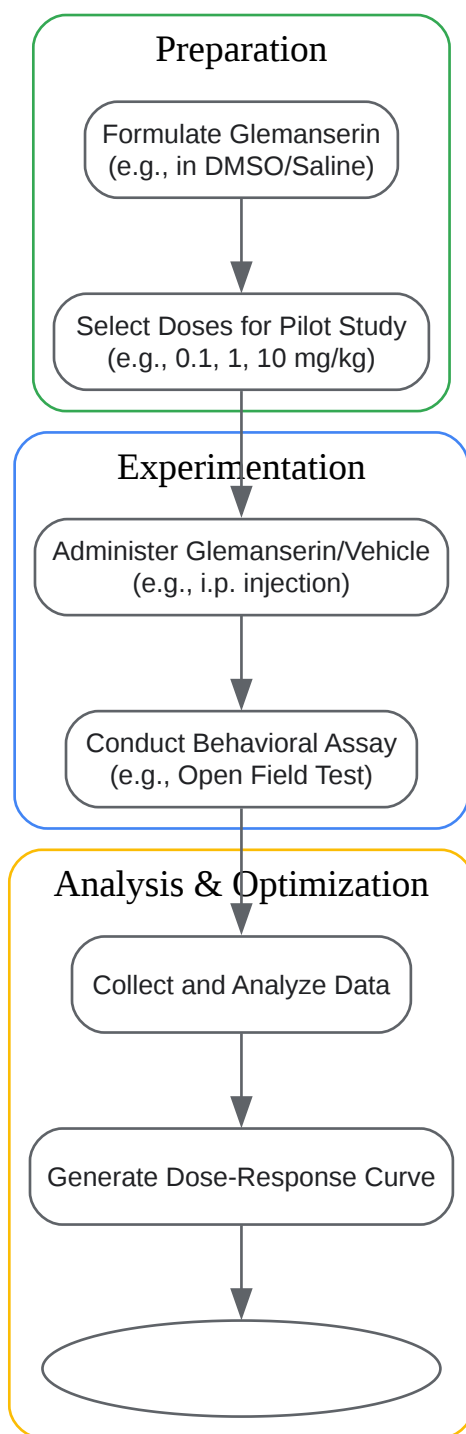 Preparation
Formulate Glemanserin
(e.g., in DMSO/Saline)
Select Doses for Pilot Study
(e.g., 0.1, 1, 10 mg/kg)
Experimentation
Administer Glemanserin/Vehicle
(e.g., i.p. injection)
Conduct Behavioral Assay
(e.g., Open Field Test)
Analysis & Optimization
Collect and Analyze Data
Generate Dose-Response Curve